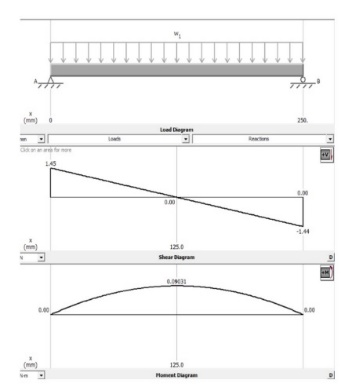 w1
A B
x
(mm) 0 250.
Load Diagram
Loads Reactions
Click on an area for more
+V
1.45
0.00
0.00
-1.44
x
(mm) 125.0
Shear Diagram D
+M
0.09031
0.00 0.00
x
(mm) 125.0
Moment Diagram D